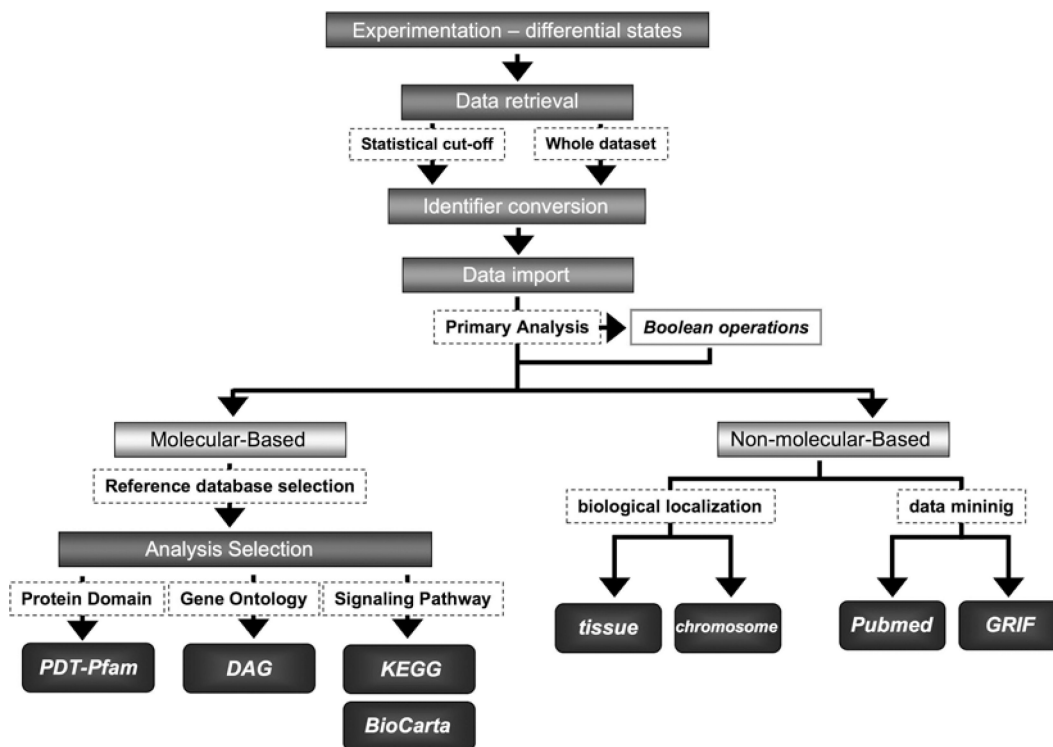 Experimentation – differential states
Data retrieval
Statistical cut-off
Whole dataset
Identifier conversion
Data import
Primary Analysis
Boolean operations
Molecular-Based
Non-molecular-Based
Reference database selection
biological localization
data mininig
Analysis Selection
Protein Domain
Gene Ontology
Signaling Pathway
tissue
chromosome
Pubmed
GRIF
PDT-Pfam
DAG
KEGG
BioCarta